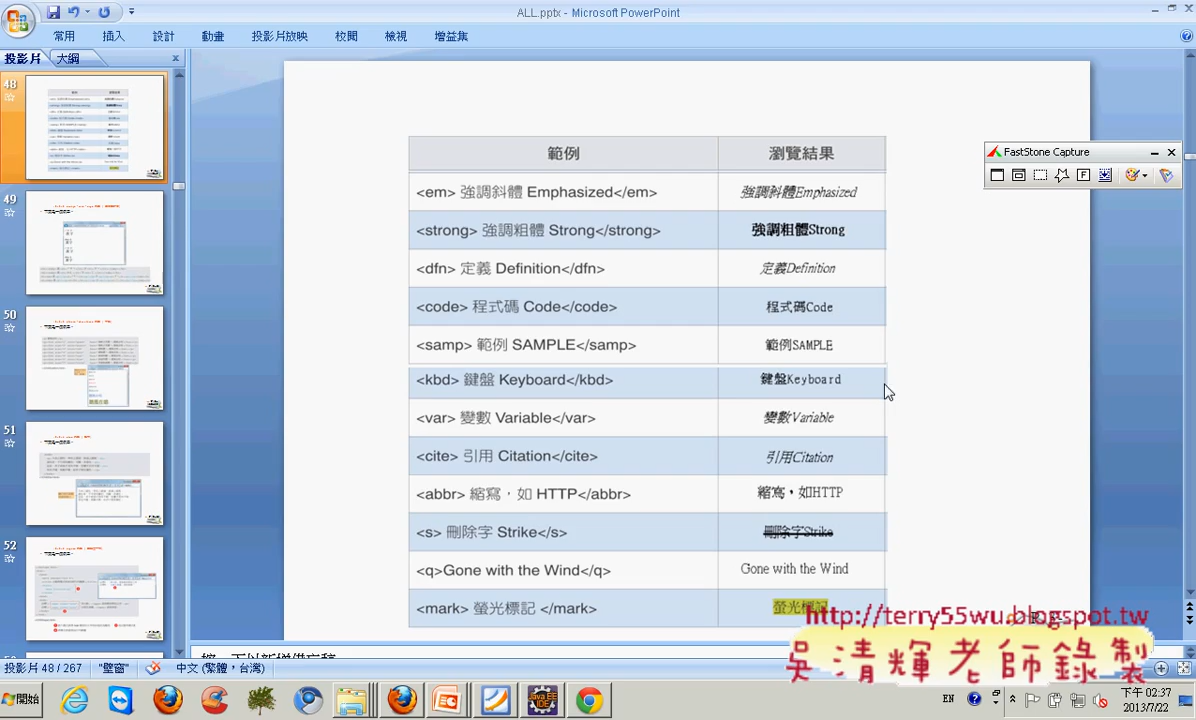 ALL.pptx - Microsoft PowerPoint
常用 插入 設計 動畫 投影片放映 校閱 檢視 增益集
投影片 大綱
48
49
50
51
52
範例 瀏覽結果
<em> 強調斜體 Emphasized</em> 強調斜體Emphasized
<strong> 強調粗體 Strong</strong> 強調粗體Strong
<dfn> 定義 Definition</dfn> 定義Definition
<code> 程式碼 Code</code> 程式碼Code
<samp> 範例 SAMPLE</samp> 範例SAMPLE
<kbd> 鍵盤 Keyboard</kbd> 鍵盤Keyboard
<var> 變數 Variable</var> 變數Variable
<cite> 引用 Citation</cite> 引用Citation
<abbr> 縮寫，如 HTTP</abbr> 縮寫，如HTTP
<s> 刪除字 Strike</s> 刪除字Strike
<q>Gone with the Wind</q> Gone with the Wind
<mark> 螢光標記 </mark> 螢光標記
FastStone Capture
http://terry55wu.blogspot.tw
吳清輝老師錄製
投影片 48 / 267 "壁窗" 中文 (繁體，台灣)
開始
EN
下午 02:37
2013/7/22